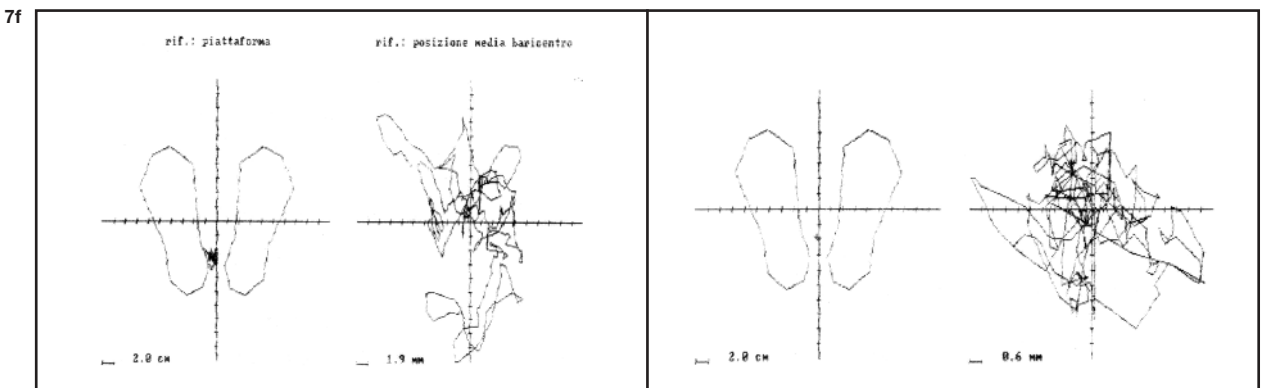 7f
rif.: piattaforma
rif.: posizione media baricentro
2.0 cm
1.9 mm
2.0 cm
0.6 mm